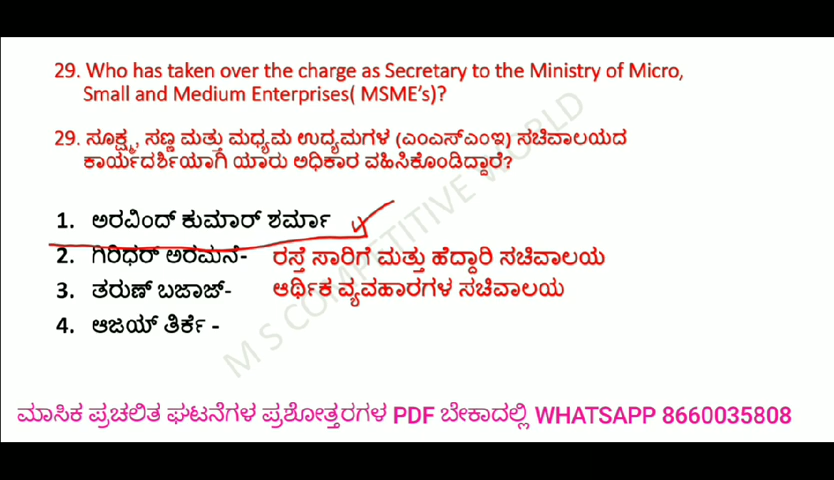 29. Who has taken over the charge as Secretary to the Ministry of Micro,
Small and Medium Enterprises( MSME’s)?
29. ಸೂಕ್ಷ್ಮ, ಸಣ್ಣ ಮತ್ತು ಮಧ್ಯಮ ಉದ್ಯಮಗಳ (ಎಂಎಸ್ಎಂಇ) ಸಚಿವಾಲಯದ
ಕಾರ್ಯದರ್ಶಿಯಾಗಿ ಯಾರು ಅಧಿಕಾರ ವಹಿಸಿಕೊಂಡಿದ್ದಾರೆ?
1. ಅರವಿಂದ್ ಕುಮಾರ್ ಶರ್ಮಾ
2. ಗಿರಿಧರ್ ಅರಮನೆ- ರಸ್ತೆ ಸಾರಿಗೆ ಮತ್ತು ಹೆದ್ದಾರಿ ಸಚಿವಾಲಯ
3. ತರುಣ್ ಬಜಾಜ್- ಆರ್ಥಿಕ ವ್ಯವಹಾರಗಳ ಸಚಿವಾಲಯ
4. ಆಜಯ್ ತಿರ್ಕೆ -
M S COMPETITIVE WORLD
ಮಾಸಿಕ ಪ್ರಚಲಿತ ಘಟನೆಗಳ ಪ್ರಶೋತ್ತರಗಳ PDF ಬೇಕಾದಲ್ಲಿ WHATSAPP 8660035808